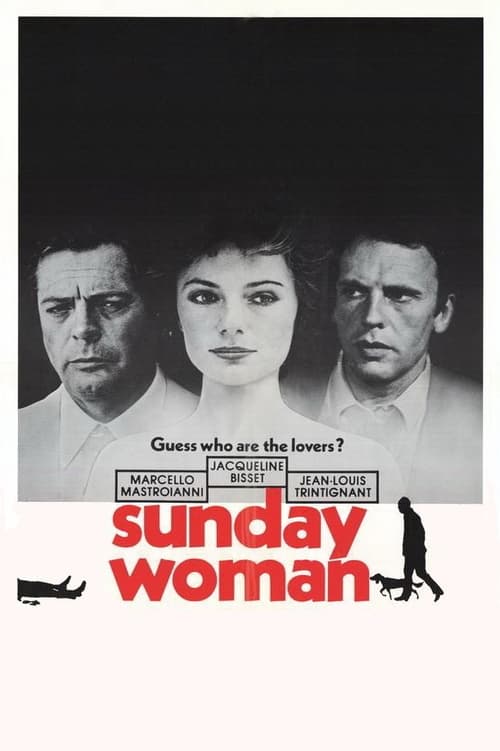 Guess who are the lovers?
MARCELLO
MASTROIANNI
JACQUELINE
BISSET
JEAN-LOUIS
TRINTIGNANT
sunday
woman